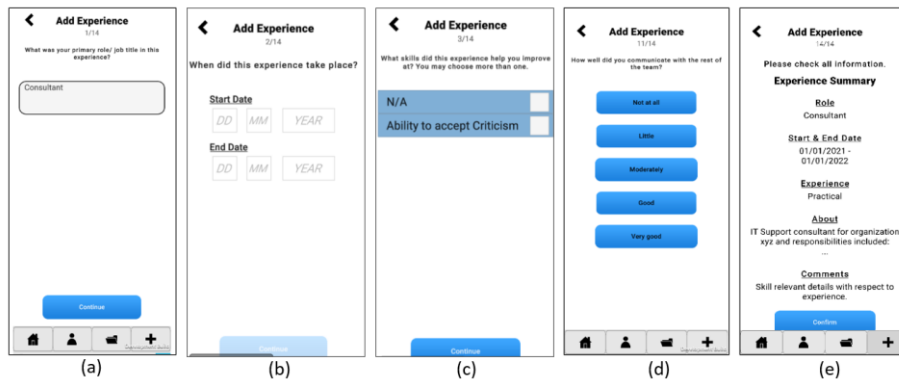 Add Experience
1/14
What was your primary role/ job title in this
experience?
Consultant
Continue
(a)
Add Experience
2/14
When did this experience take place?
Start Date
DD MM YEAR
End Date
DD MM YEAR
Continue
(b)
Add Experience
3/14
What skills did this experience help you improve
at? You may choose more than one.
N/A
Ability to accept Criticism
Continue
(c)
Add Experience
11/14
How well did you communicate with the rest of
the team?
Not at all
Little
Moderately
Good
Very good
(d)
Add Experience
14/14
Please check all information.
Experience Summary
Role
Consultant
Start & End Date
01/01/2021 -
01/01/2022
Experience
Practical
About
IT Support consultant for organization
xyz and responsibilities included:
...
Comments
Skill relevant details with respect to
experience.
Confirm
(e)